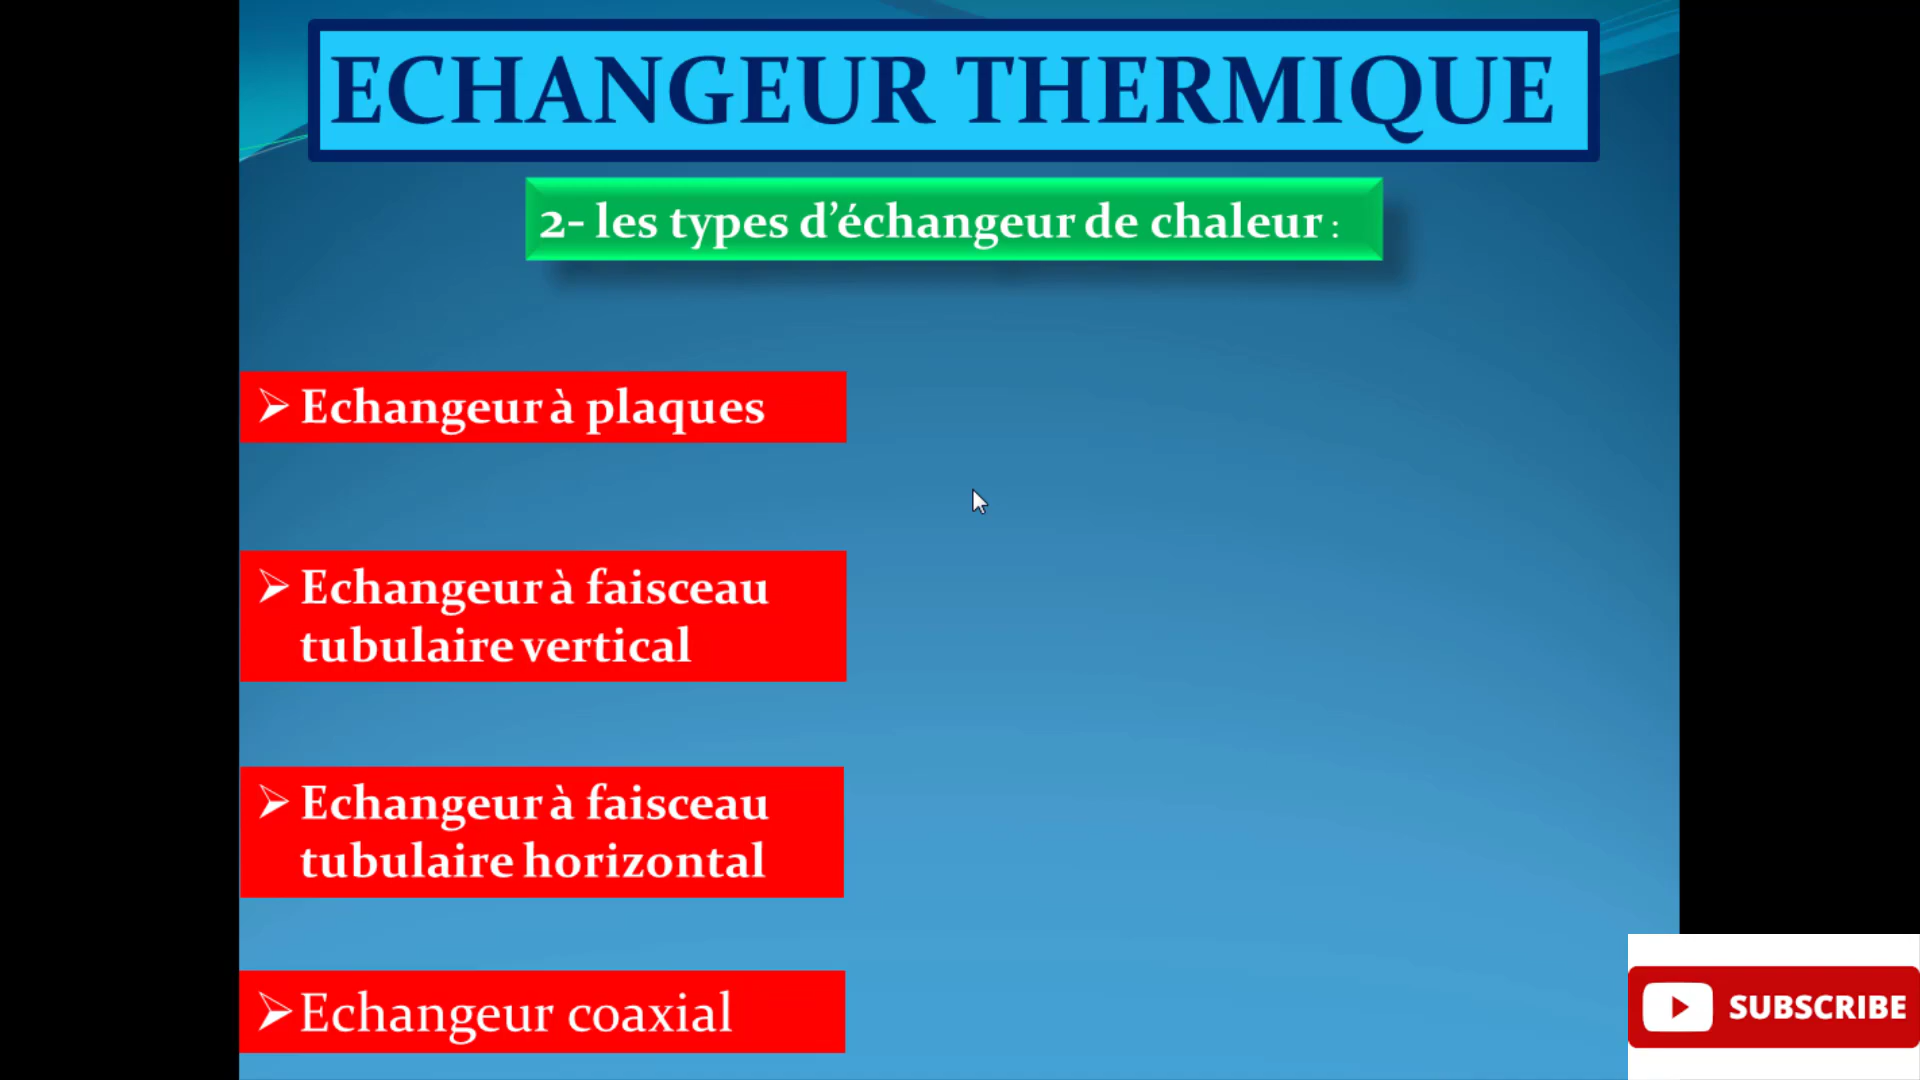 ECHANGEUR THERMIQUE
2- les types d’échangeur de chaleur :
➢ Echangeur à plaques
➢ Echangeur à faisceau
tubulaire vertical
➢ Echangeur à faisceau
tubulaire horizontal
➢ Echangeur coaxial
SUBSCRIBE